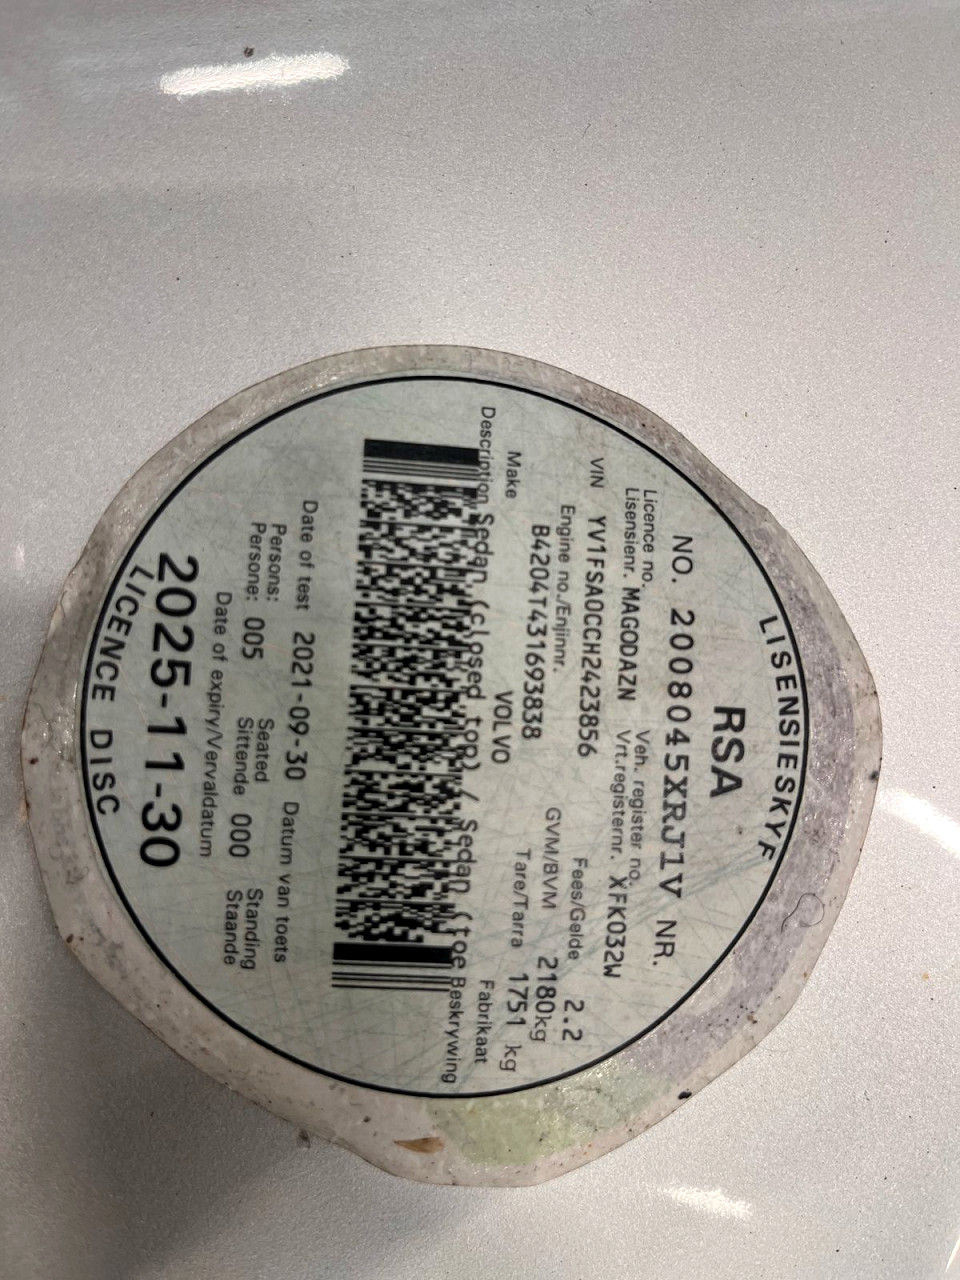 LISENSIESKYF
RSA
NO. 2008045XRJ1V NR.
Licence no. Veh. register no.
Lisensienr. MAGODAZN Vrt.registernr. XFK032W
VIN YV1FSA0CCH2423856 Fees/Gelde 2.2
Engine no./Enjinnr. GVM/BVM 2180kg
B4204T431693838 Tare/Tarra 1751 kg
Make VOLVO Fabrikaat
Description Sedan (closed top) / Sedan (toe Beskrywing
Date of test 2021-09-30 Datum van toets
Persons: Seated Standing
Persone: 005 Sittende 000 Staande
Date of expiry/Vervaldatum
2025-11-30
LICENCE DISC